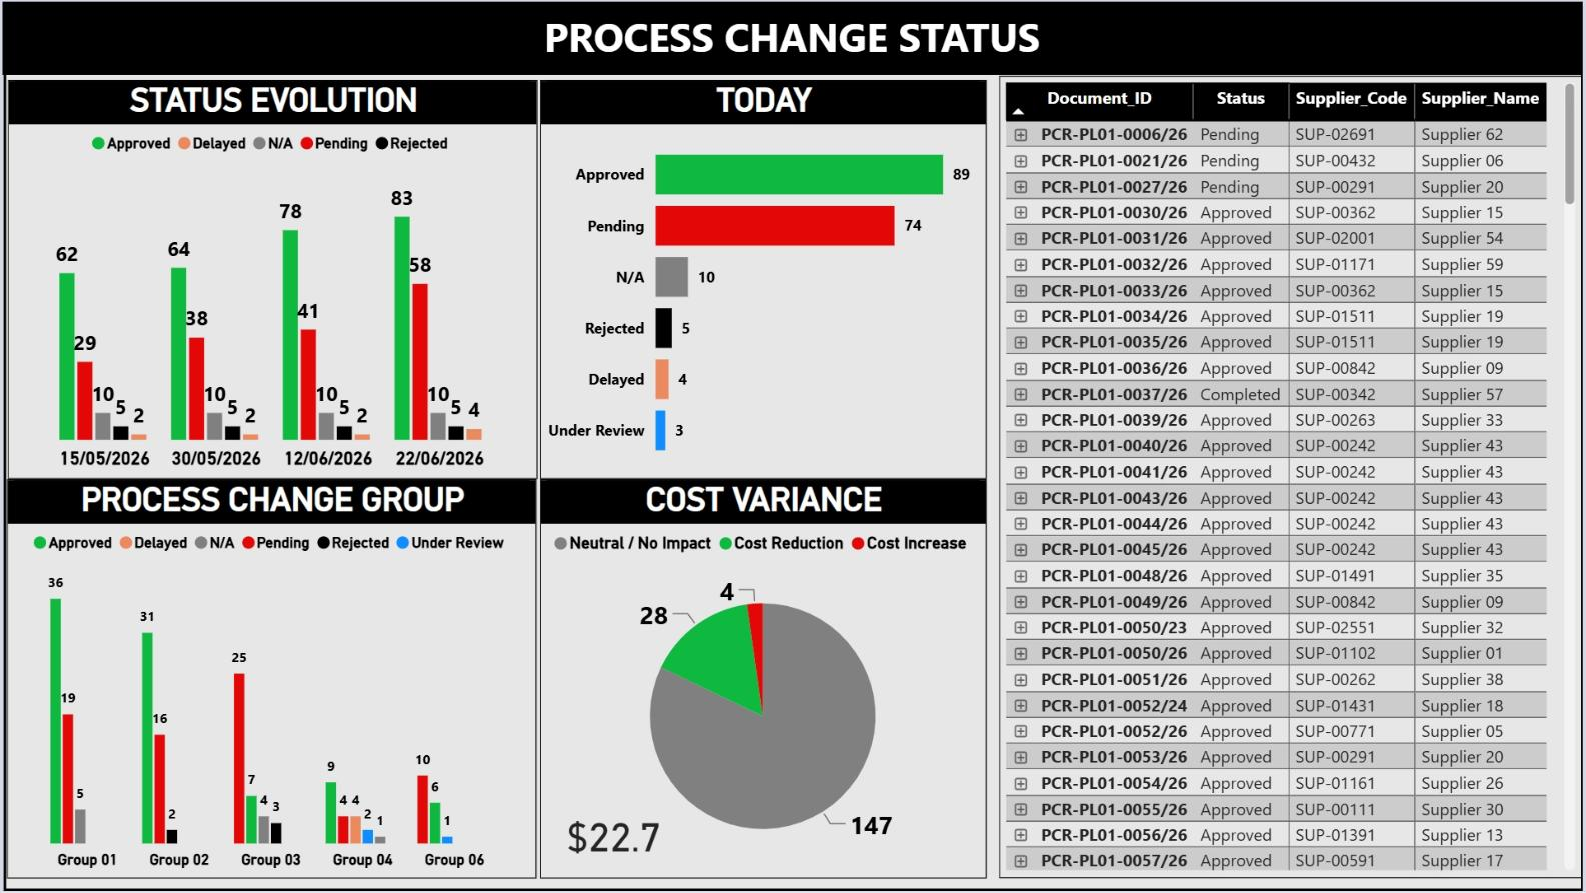 PROCESS CHANGE STATUS
STATUS EVOLUTION
Approved Delayed N/A Pending Rejected
62 29 10 5 2
64 38 10 5 2
78 41 10 5 2
83 58 10 5 4
15/05/2026 30/05/2026 12/06/2026 22/06/2026
TODAY
Approved 89
Pending 74
N/A 10
Rejected 5
Delayed 4
Under Review 3
PROCESS CHANGE GROUP
Approved Delayed N/A Pending Rejected Under Review
36 19 5
31 16 2
25 7 4 3
9 4 4 2 1
10 6 1
Group 01 Group 02 Group 03 Group 04 Group 06
COST VARIANCE
Neutral / No Impact Cost Reduction Cost Increase
4
28
147
$22.7
Document_ID Status Supplier_Code Supplier_Name
PCR-PL01-0006/26 Pending SUP-02691 Supplier 62
PCR-PL01-0021/26 Pending SUP-00432 Supplier 06
PCR-PL01-0027/26 Pending SUP-00291 Supplier 20
PCR-PL01-0030/26 Approved SUP-00362 Supplier 15
PCR-PL01-0031/26 Approved SUP-02001 Supplier 54
PCR-PL01-0032/26 Approved SUP-01171 Supplier 59
PCR-PL01-0033/26 Approved SUP-00362 Supplier 15
PCR-PL01-0034/26 Approved SUP-01511 Supplier 19
PCR-PL01-0035/26 Approved SUP-01511 Supplier 19
PCR-PL01-0036/26 Approved SUP-00842 Supplier 09
PCR-PL01-0037/26 Completed SUP-00342 Supplier 57
PCR-PL01-0039/26 Approved SUP-00263 Supplier 33
PCR-PL01-0040/26 Approved SUP-00242 Supplier 43
PCR-PL01-0041/26 Approved SUP-00242 Supplier 43
PCR-PL01-0043/26 Approved SUP-00242 Supplier 43
PCR-PL01-0044/26 Approved SUP-00242 Supplier 43
PCR-PL01-0045/26 Approved SUP-00242 Supplier 43
PCR-PL01-0048/26 Approved SUP-01491 Supplier 35
PCR-PL01-0049/26 Approved SUP-00842 Supplier 09
PCR-PL01-0050/23 Approved SUP-02551 Supplier 32
PCR-PL01-0050/26 Approved SUP-01102 Supplier 01
PCR-PL01-0051/26 Approved SUP-00262 Supplier 38
PCR-PL01-0052/24 Approved SUP-01431 Supplier 18
PCR-PL01-0052/26 Approved SUP-00771 Supplier 05
PCR-PL01-0053/26 Approved SUP-00291 Supplier 20
PCR-PL01-0054/26 Approved SUP-01161 Supplier 26
PCR-PL01-0055/26 Approved SUP-00111 Supplier 30
PCR-PL01-0056/26 Approved SUP-01391 Supplier 13
PCR-PL01-0057/26 Approved SUP-00591 Supplier 17